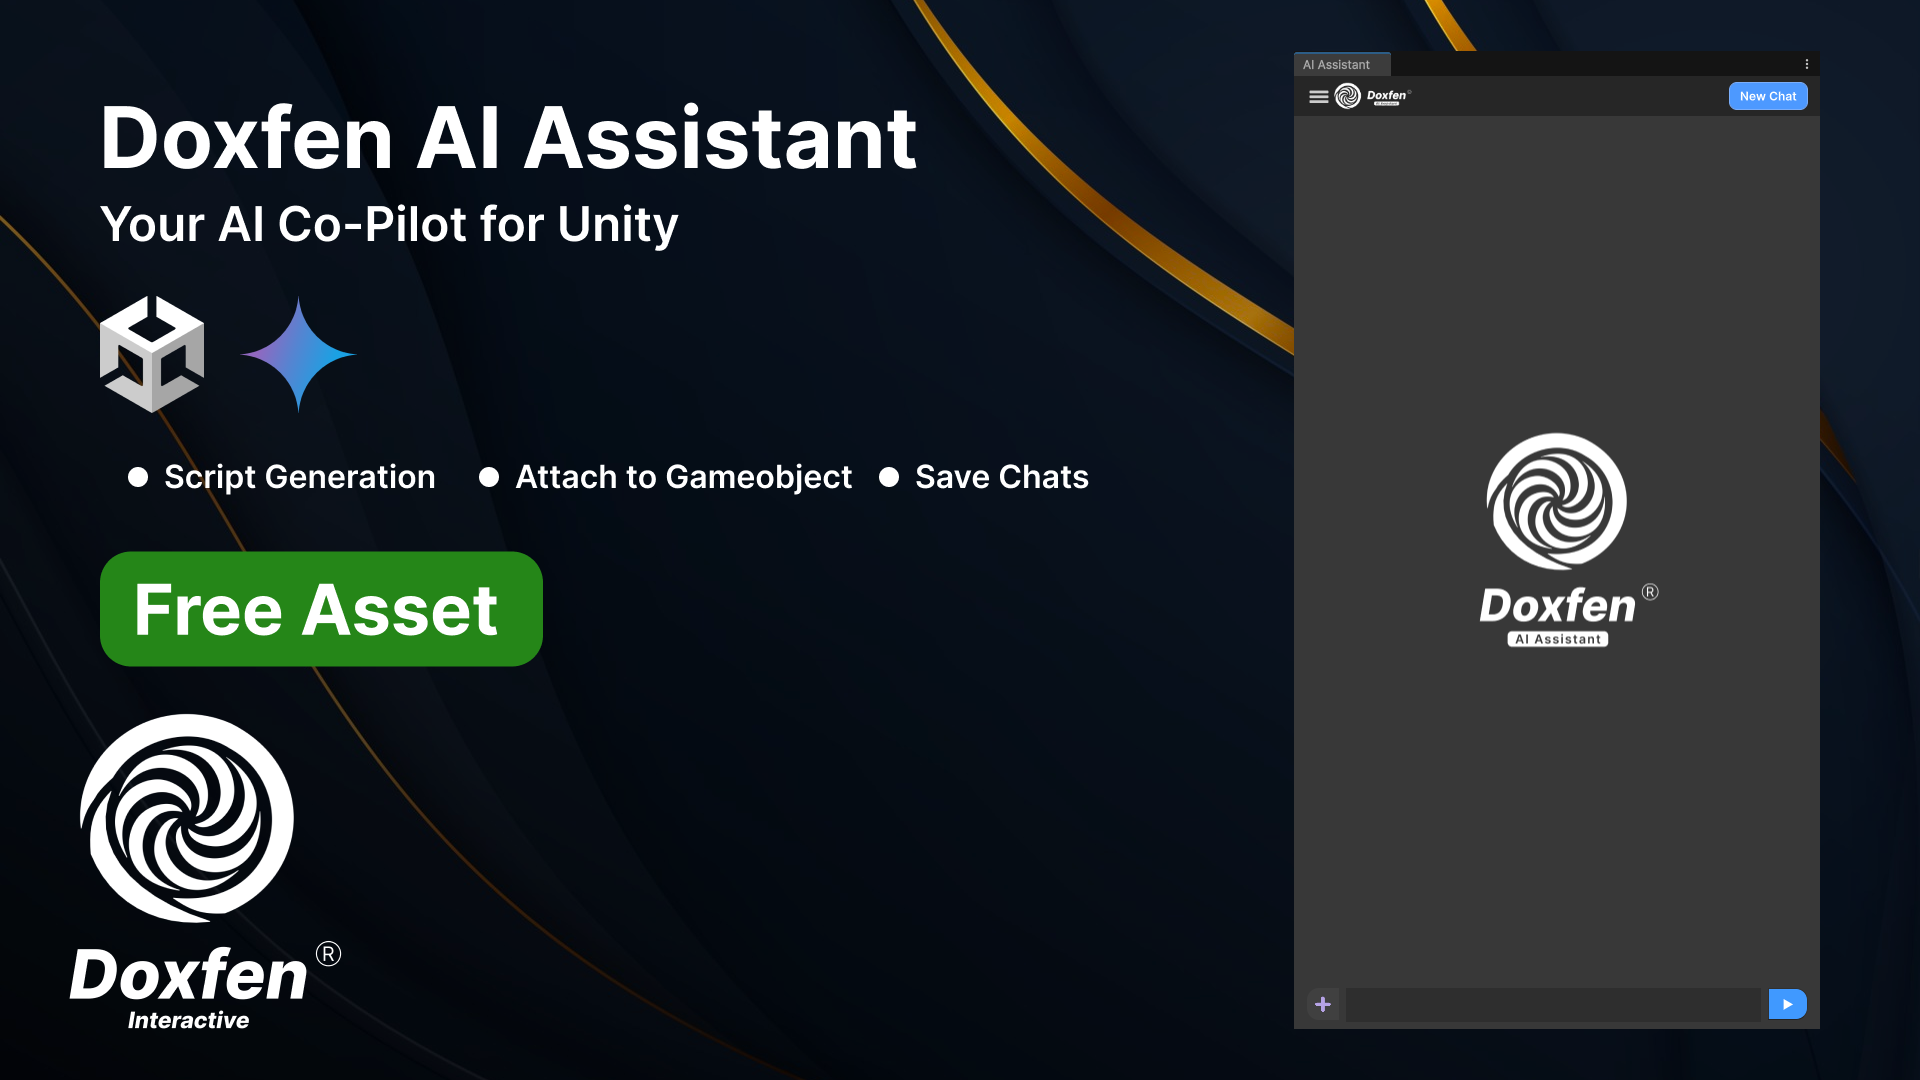 Doxfen AI Assistant
Your AI Co-Pilot for Unity
Script Generation
Attach to Gameobject
Save Chats
Free Asset
Doxfen ®
Interactive
AI Assistant
Doxfen ®
New Chat
Doxfen ®
AI Assistant